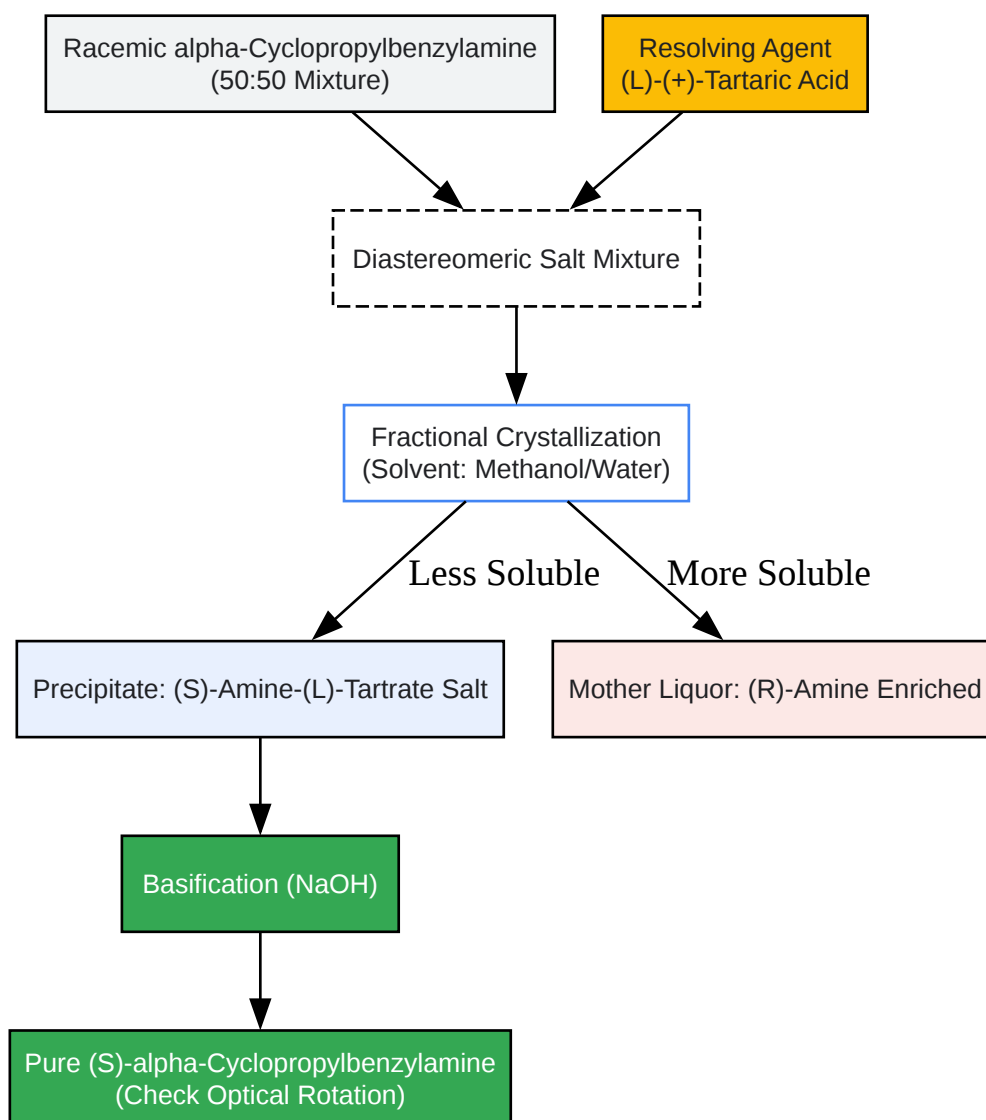 Racemic alpha-Cyclopropylbenzylamine
(50:50 Mixture)
Resolving Agent
(L)-(+)-Tartaric Acid
Diastereomeric Salt Mixture
Fractional Crystallization
(Solvent: Methanol/Water)
Less Soluble
More Soluble
Precipitate: (S)-Amine-(L)-Tartrate Salt
Mother Liquor: (R)-Amine Enriched
Basification (NaOH)
Pure (S)-alpha-Cyclopropylbenzylamine
(Check Optical Rotation)